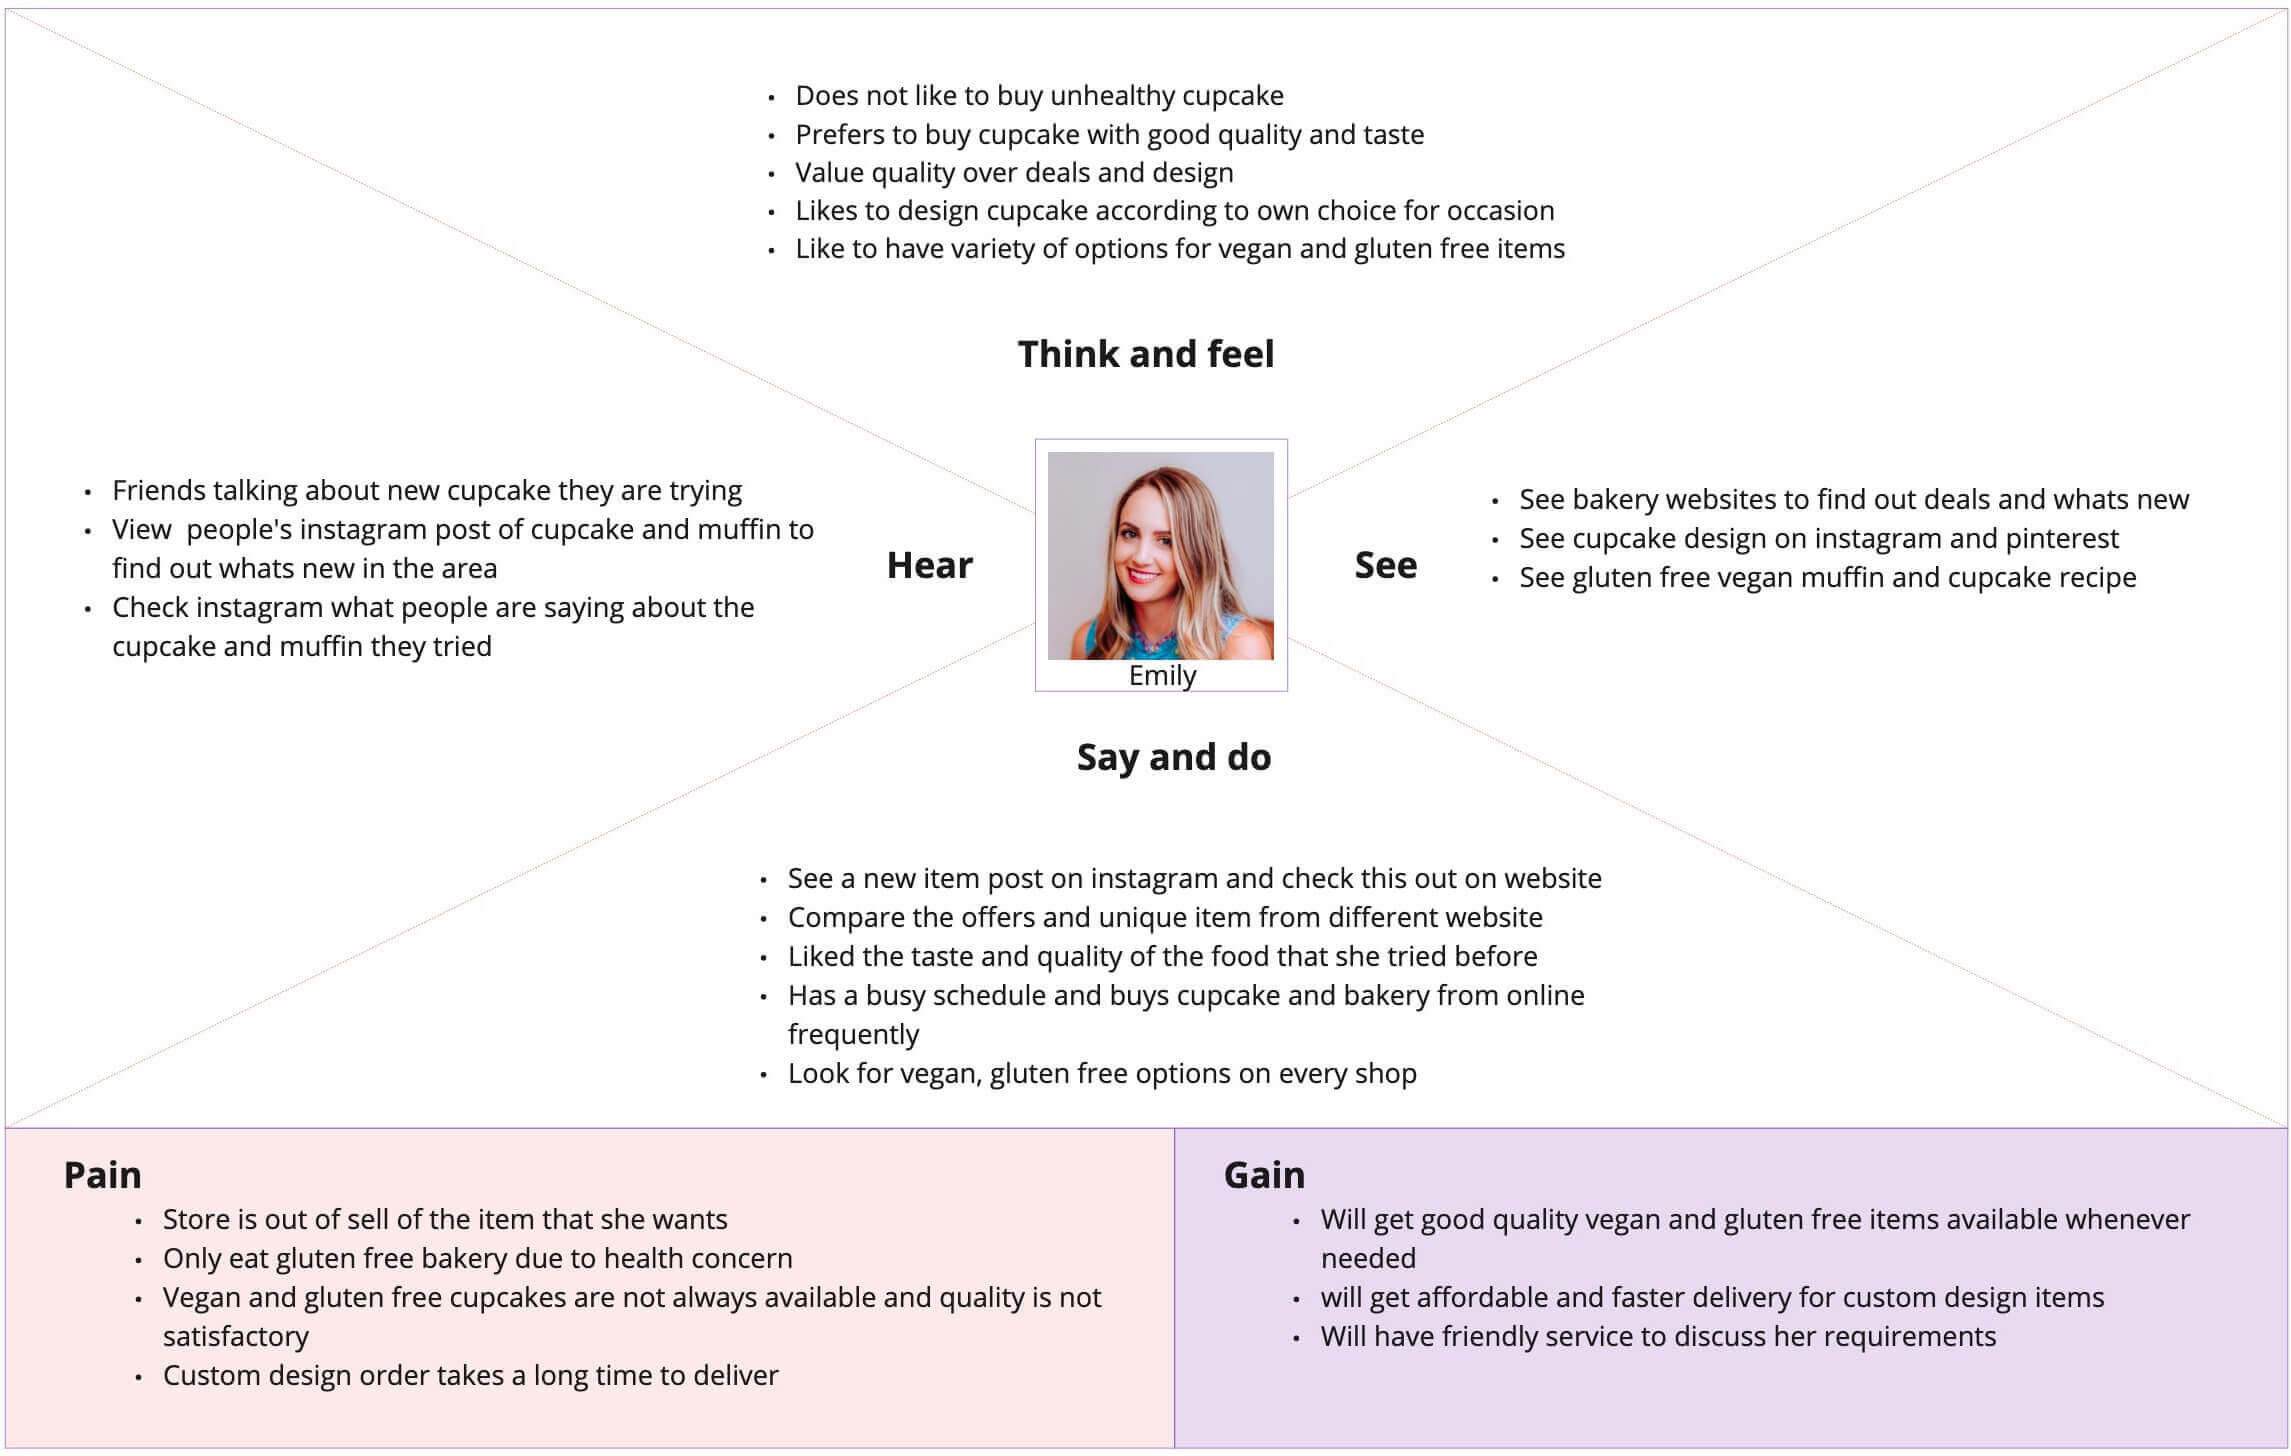 • Does not like to buy unhealthy cupcake
• Prefers to buy cupcake with good quality and taste
• Value quality over deals and design
• Likes to design cupcake according to own choice for occasion
• Like to have variety of options for vegan and gluten free items
Think and feel
• Friends talking about new cupcake they are trying
• View  people's instagram post of cupcake and muffin to
find out whats new in the area
• Check instagram what people are saying about the
cupcake and muffin they tried
Hear
Emily
See
• See bakery websites to find out deals and whats new
• See cupcake design on instagram and pinterest
• See gluten free vegan muffin and cupcake recipe
Say and do
• See a new item post on instagram and check this out on website
• Compare the offers and unique item from different website
• Liked the taste and quality of the food that she tried before
• Has a busy schedule and buys cupcake and bakery from online
frequently
• Look for vegan, gluten free options on every shop
Pain
• Store is out of sell of the item that she wants
• Only eat gluten free bakery due to health concern
• Vegan and gluten free cupcakes are not always available and quality is not
satisfactory
• Custom design order takes a long time to deliver
Gain
• Will get good quality vegan and gluten free items available whenever
needed
• will get affordable and faster delivery for custom design items
• Will have friendly service to discuss her requirements